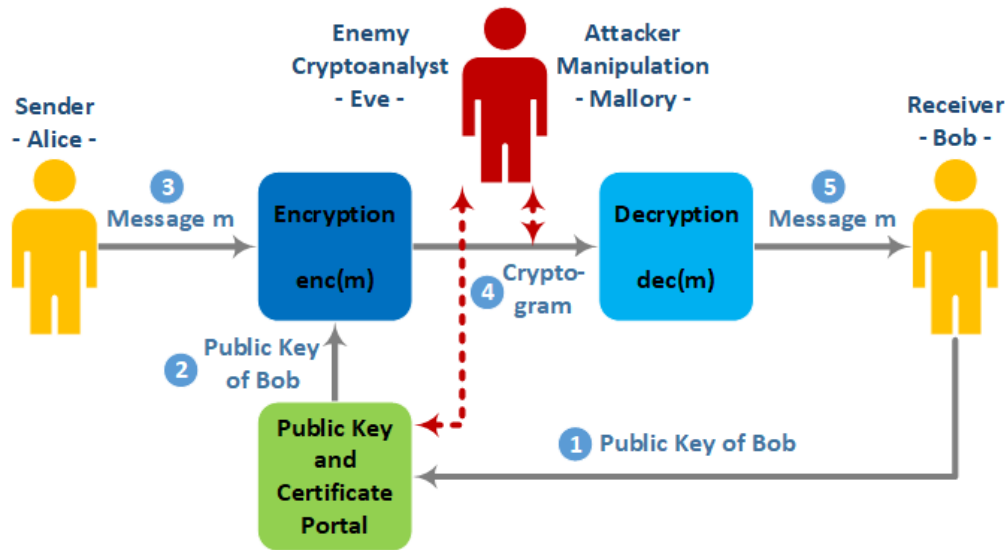 Enemy
Cryptoanalyst
- Eve -
Attacker
Manipulation
- Mallory -
Sender
- Alice -
Receiver
- Bob -
3
Message m
Encryption
enc(m)
4
Crypto-
gram
Decryption
dec(m)
5
Message m
2
Public Key
of Bob
Public Key
and
Certificate
Portal
1
Public Key of Bob